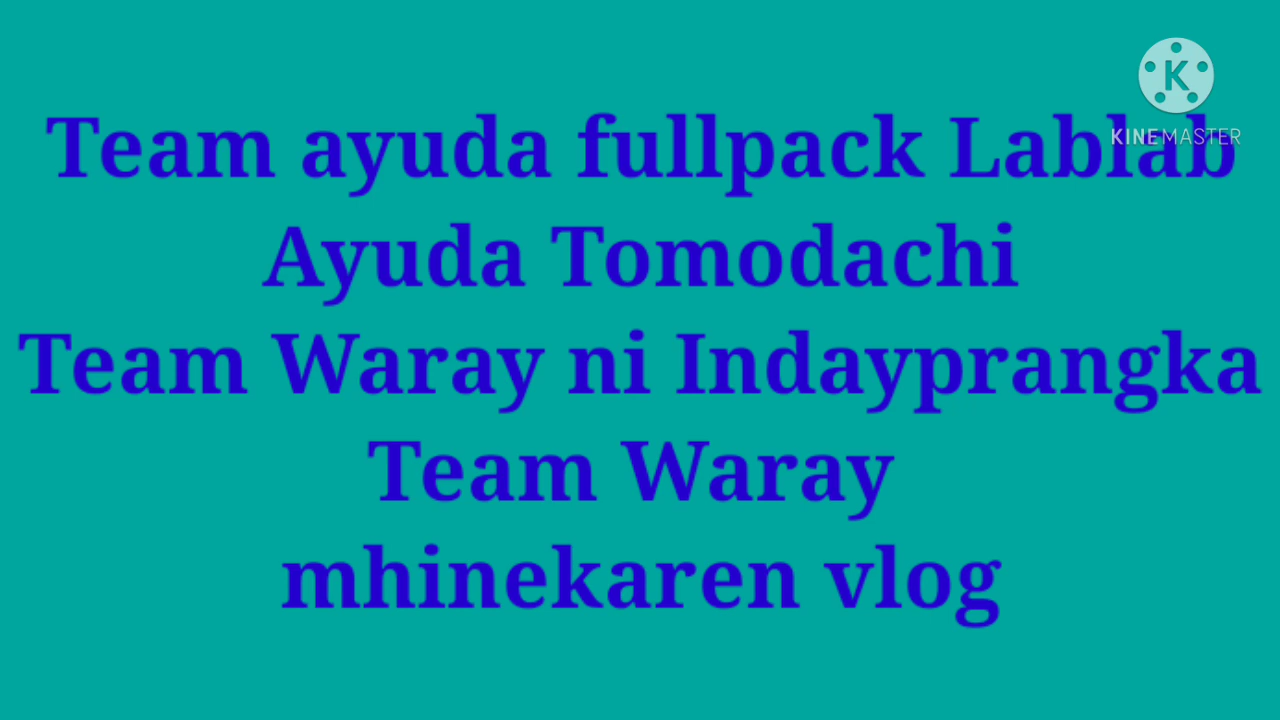 Team ayuda fullpack Lablab
KINEMASTER
Ayuda Tomodachi
Team Waray ni Indayprangka
Team Waray
mhinekaren vlog